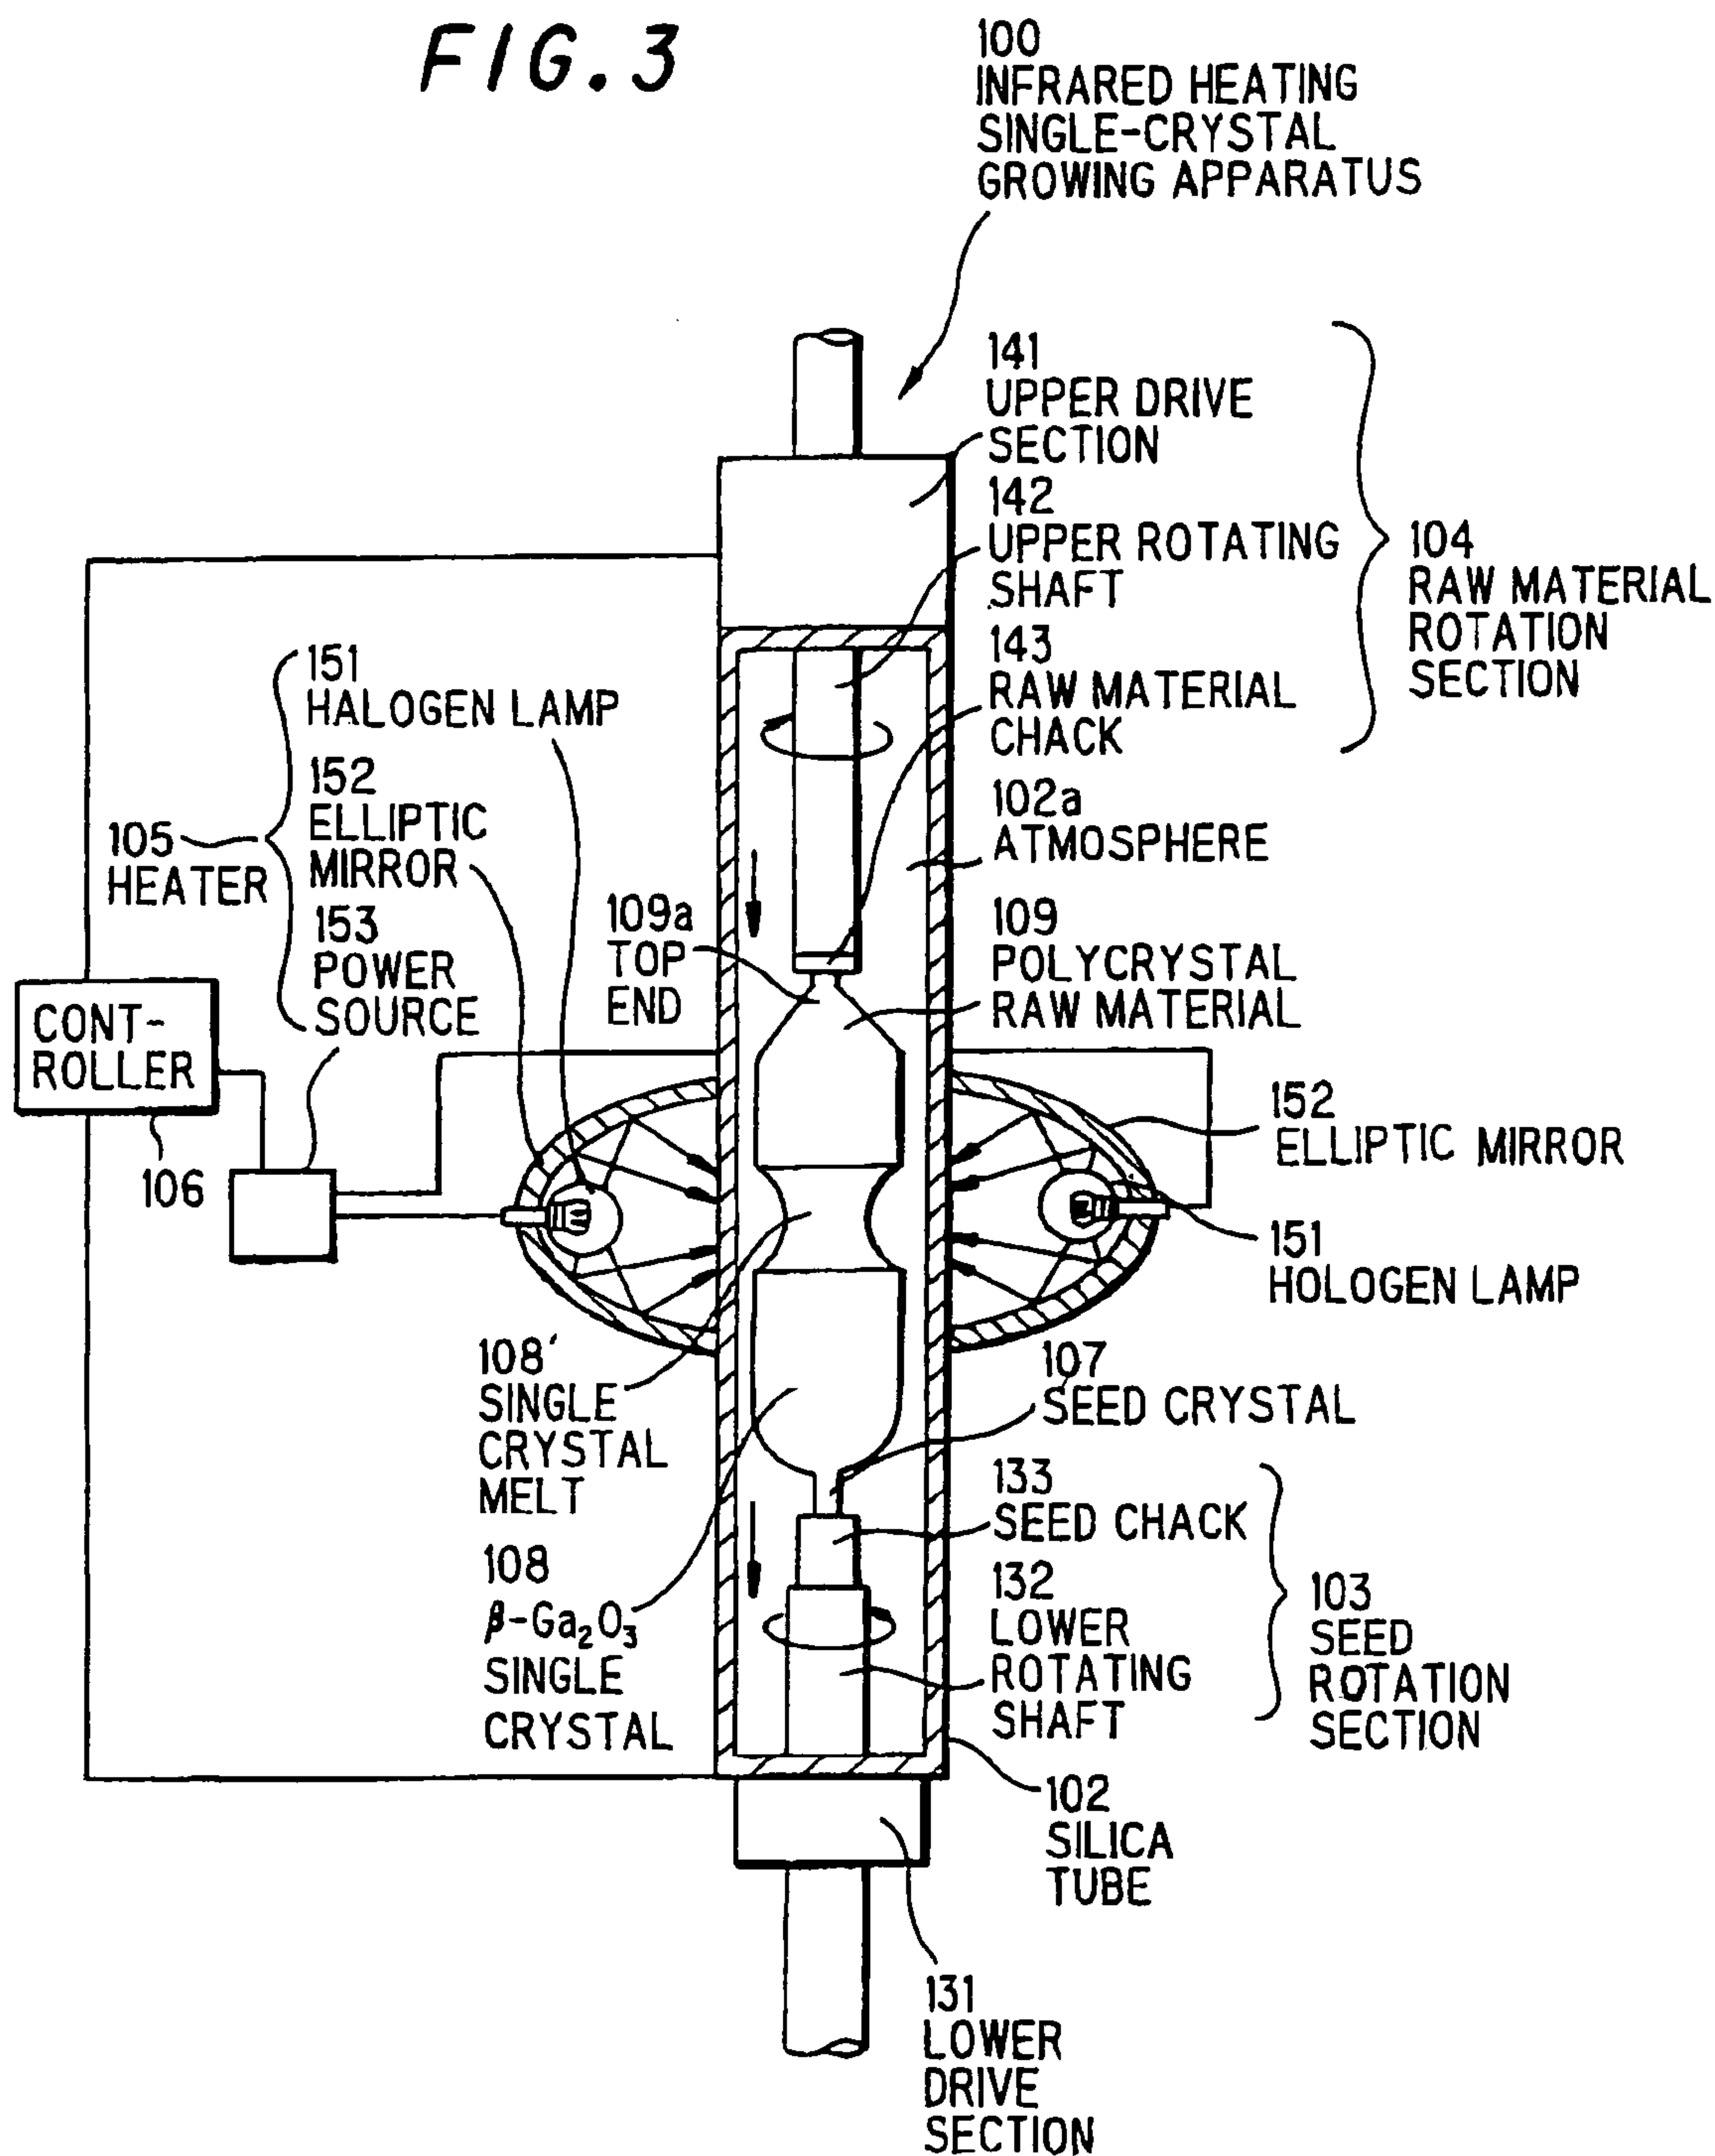 FIG. 3
100
INFRARED HEATING
SINGLE-CRYSTAL
GROWING APPARATUS
141
UPPER DRIVE
SECTION
142
UPPER ROTATING
SHAFT
104
RAW MATERIAL
ROTATION
SECTION
143
RAW MATERIAL
CHACK
151
HALOGEN LAMP
152
ELLIPTIC
MIRROR
105
HEATER
153
POWER
SOURCE
102a
ATMOSPHERE
109a
TOP
END
109
POLYCRYSTAL
RAW MATERIAL
CONT-
ROLLER
106
152
ELLIPTIC MIRROR
151
HOLOGEN LAMP
108'
SINGLE
CRYSTAL
MELT
107
SEED CRYSTAL
133
SEED CHACK
108
β-Ga₂O₃
SINGLE
CRYSTAL
132
LOWER
ROTATING
SHAFT
103
SEED
ROTATION
SECTION
102
SILICA
TUBE
131
LOWER
DRIVE
SECTION